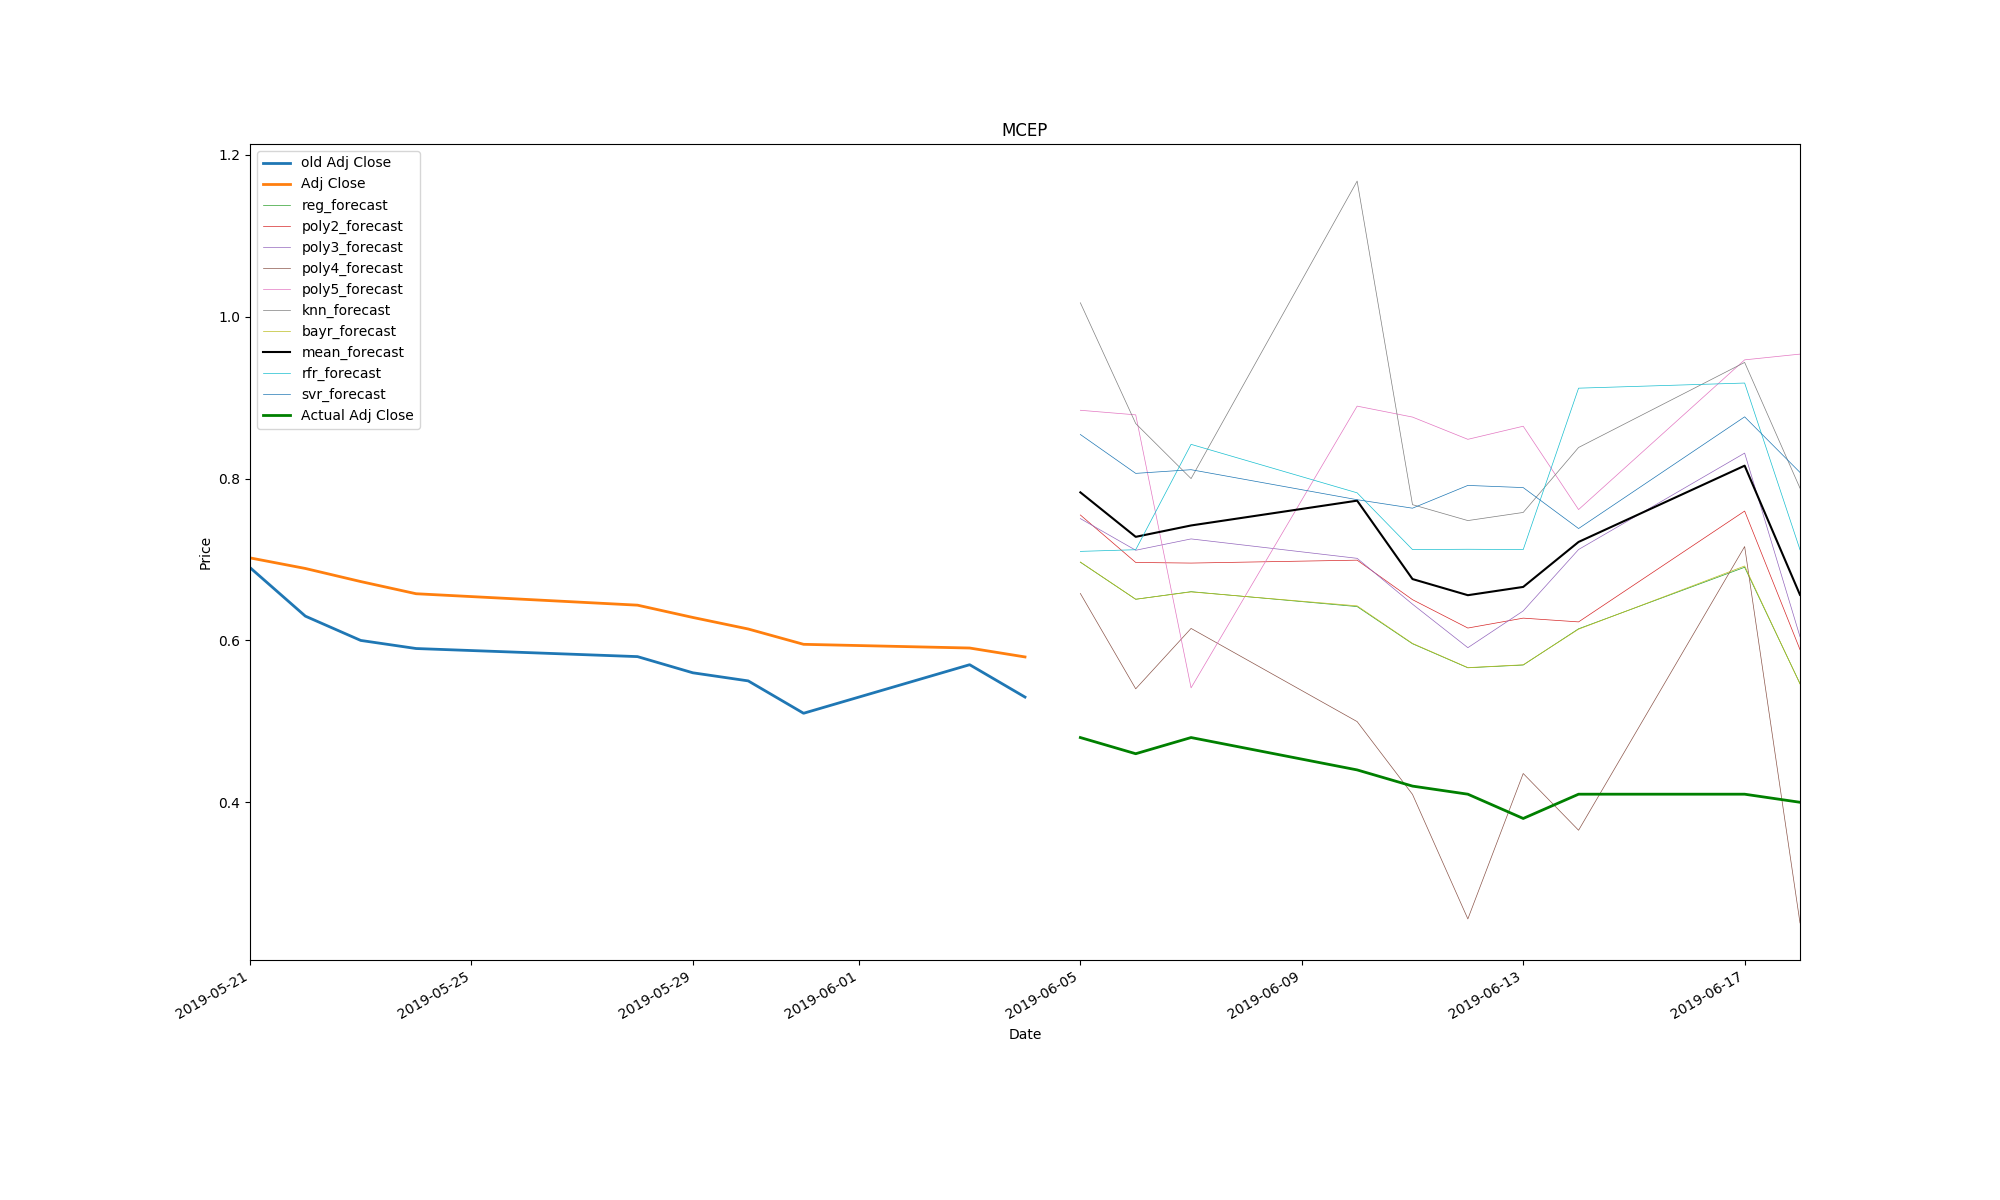 MCEP
1.2
1.0
0.8
0.6
0.4
Price
old Adj Close
Adj Close
reg_forecast
poly2_forecast
poly3_forecast
poly4_forecast
poly5_forecast
knn_forecast
bayr_forecast
mean_forecast
rfr_forecast
svr_forecast
Actual Adj Close
2019-05-21
2019-05-25
2019-05-29
2019-06-01
2019-06-05
2019-06-09
2019-06-13
2019-06-17
Date